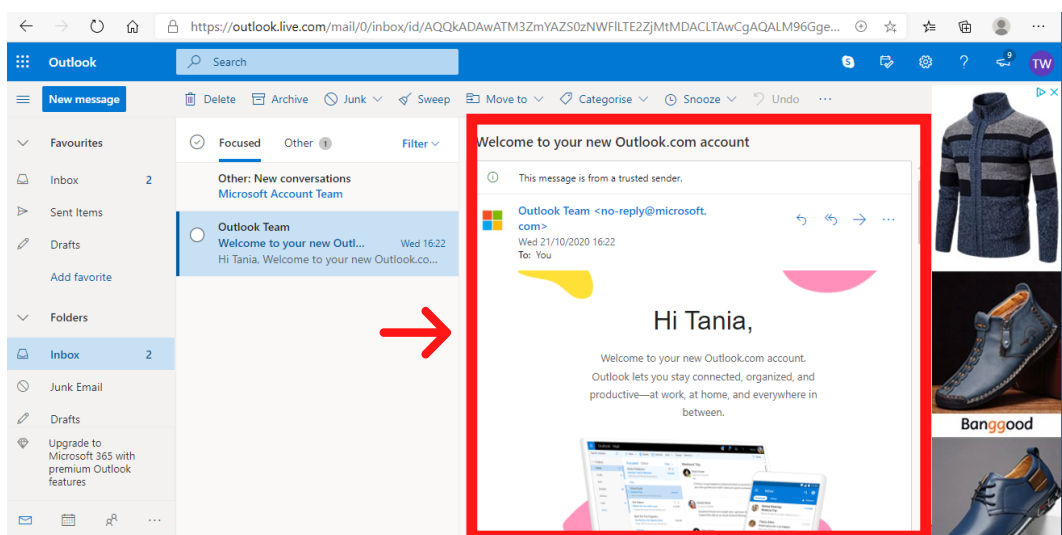 https://outlook.live.com/mail/0/inbox/id/AQQkADAwATM3ZmYAZS0zNWFlLTE2ZjMtMDACLTAwCgAQALM96Gge...
Outlook
Search
9
TW
New message
Delete
Archive
Junk
Sweep
Move to
Categorise
Snooze
Undo
...
Favourites
Inbox 2
Sent Items
Drafts
Add favorite
Folders
Inbox 2
Junk Email
Drafts
Upgrade to
Microsoft 365 with
premium Outlook
features
Focused Other 1 Filter
Other: New conversations
Microsoft Account Team
Outlook Team
Welcome to your new Outl... Wed 16:22
Hi Tania, Welcome to your new Outlook.co...
Welcome to your new Outlook.com account
This message is from a trusted sender.
Outlook Team <no-reply@microsoft.
com>
Wed 21/10/2020 16:22
To: You
Hi Tania,
Welcome to your new Outlook.com account.
Outlook lets you stay connected, organized, and
productive—at work, at home, and everywhere in
between.
Banggood